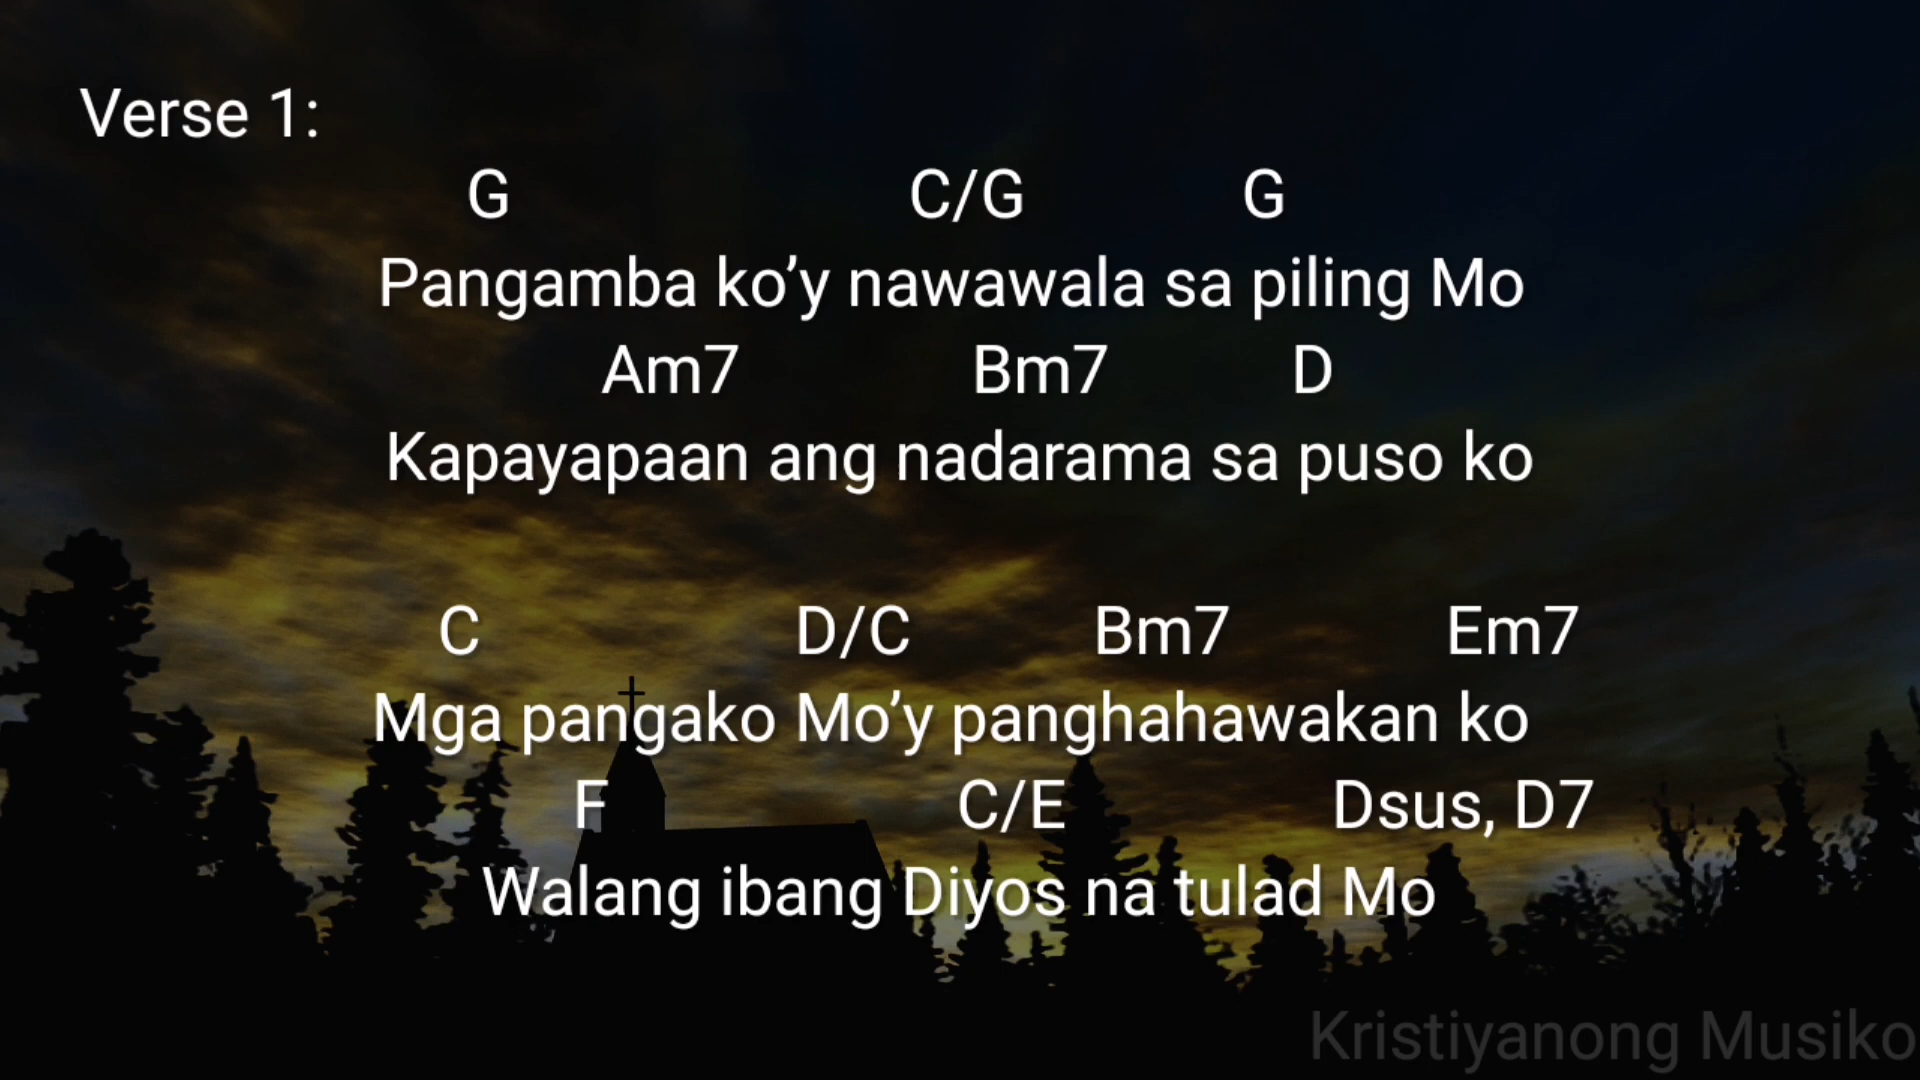 Verse 1:
G C/G G
Pangamba ko’y nawawala sa piling Mo
Am7 Bm7 D
Kapayapaan ang nadarama sa puso ko
C D/C Bm7 Em7
Mga pangako Mo’y panghahawakan ko
F C/E Dsus, D7
Walang ibang Diyos na tulad Mo
Kristiyanong Musiko